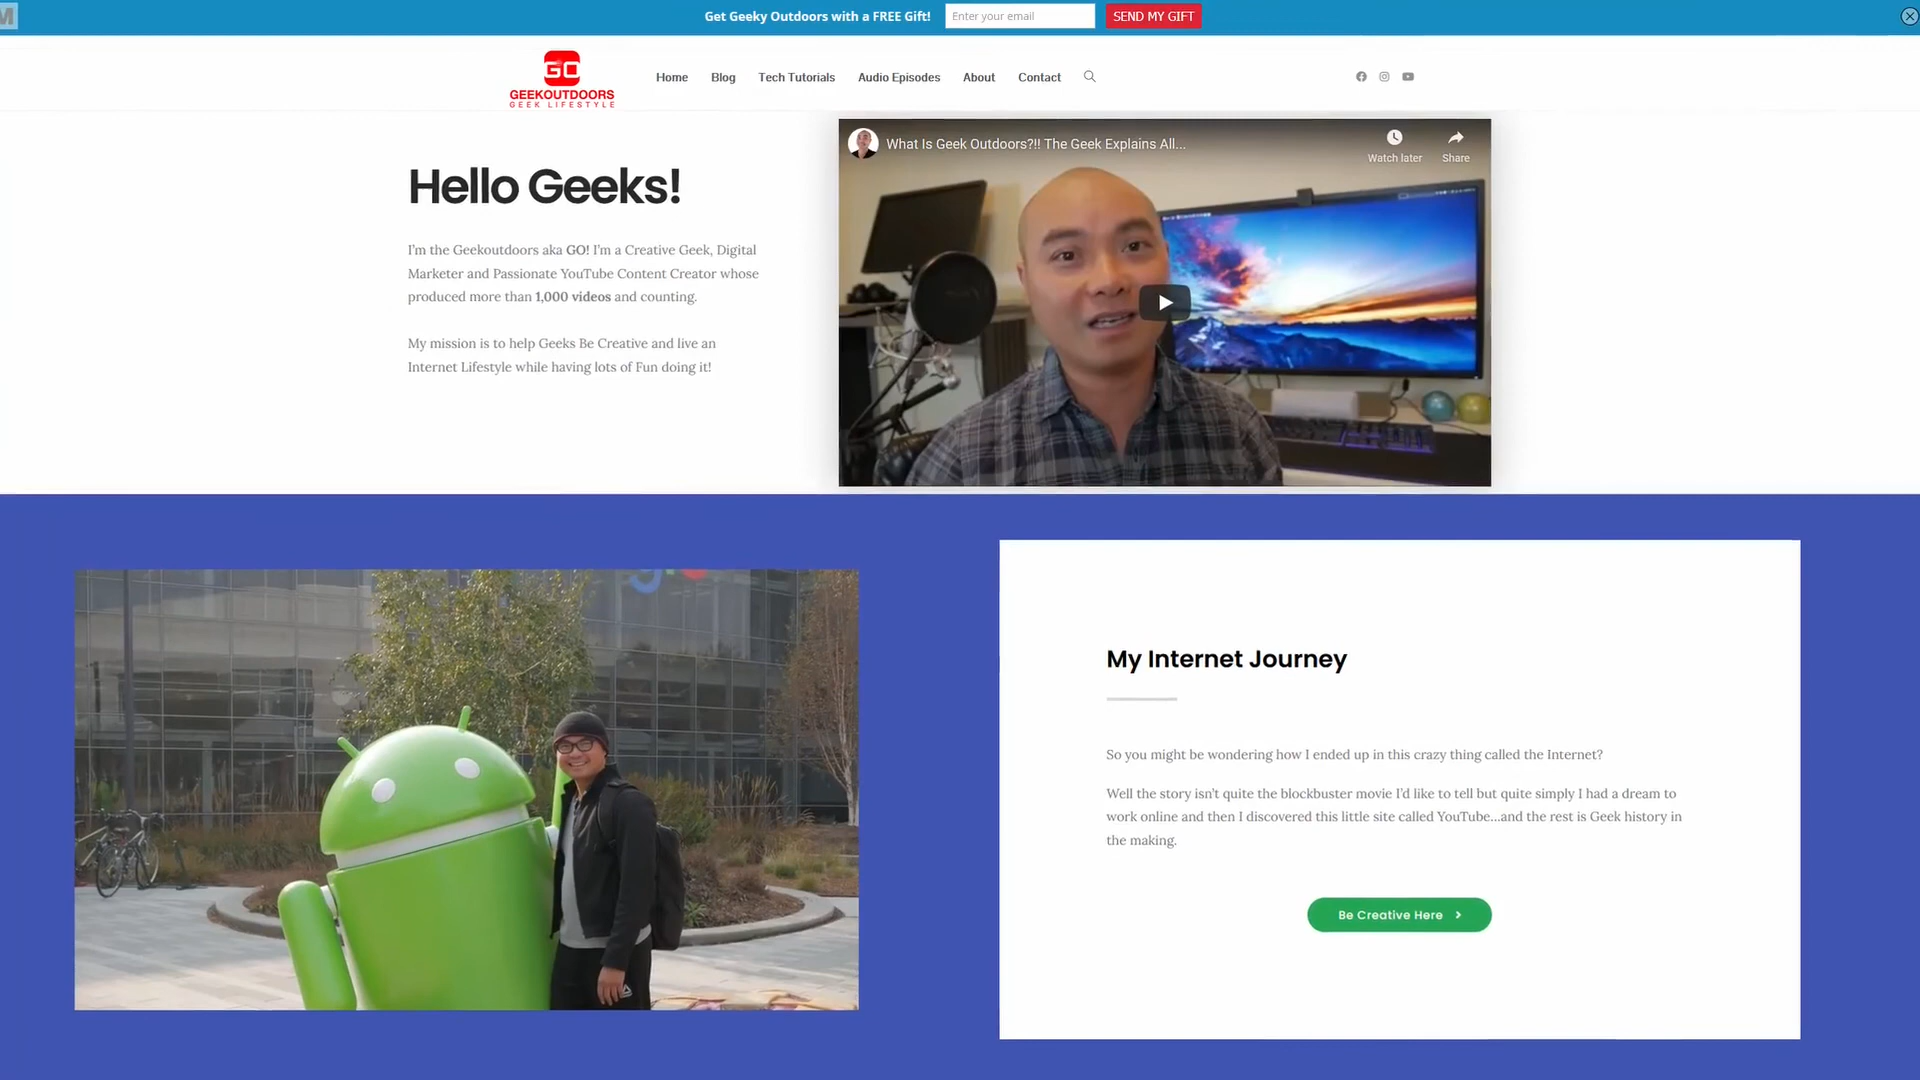 M
Get Geeky Outdoors with a FREE Gift!
Enter your email
SEND MY GIFT
GO
GEEKOUTDOORS
GEEK LIFESTYLE
Home
Blog
Tech Tutorials
Audio Episodes
About
Contact
What Is Geek Outdoors?!! The Geek Explains All...
Watch later
Share
Hello Geeks!
I'm the Geekoutdoors aka GO! I'm a Creative Geek, Digital
Marketer and Passionate YouTube Content Creator whose
produced more than 1,000 videos and counting.
My mission is to help Geeks Be Creative and live an
Internet Lifestyle while having lots of Fun doing it!
My Internet Journey
So you might be wondering how I ended up in this crazy thing called the Internet?
Well the story isn't quite the blockbuster movie I'd like to tell but quite simply I had a dream to
work online and then I discovered this little site called YouTube...and the rest is Geek history in
the making.
Be Creative Here